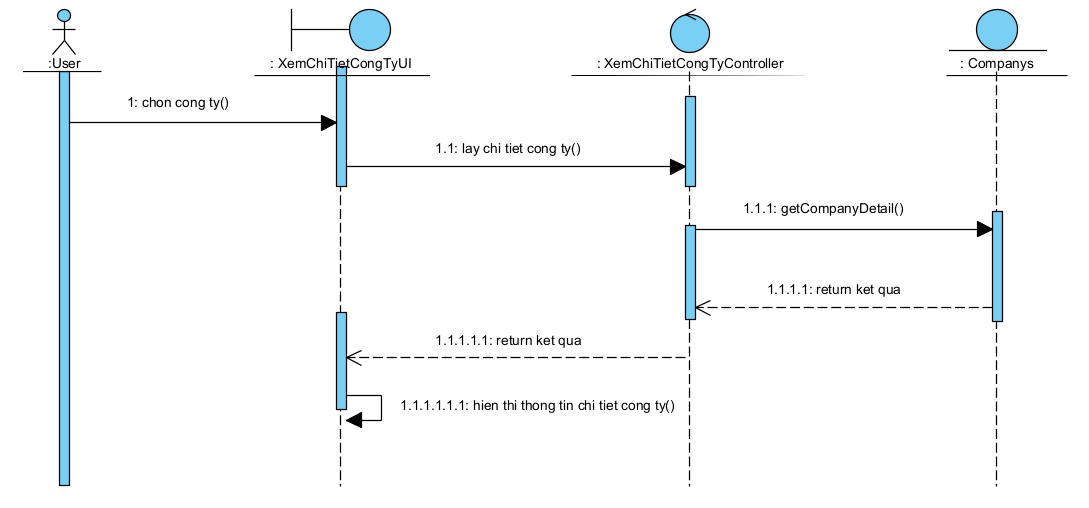 :User
: XemChiTietCongTyUI
: XemChiTietCongTyController
: Companys
1: chon cong ty()
1.1: lay chi tiet cong ty()
1.1.1: getCompanyDetail()
1.1.1.1: return ket qua
1.1.1.1.1: return ket qua
1.1.1.1.1.1: hien thi thong tin chi tiet cong ty()